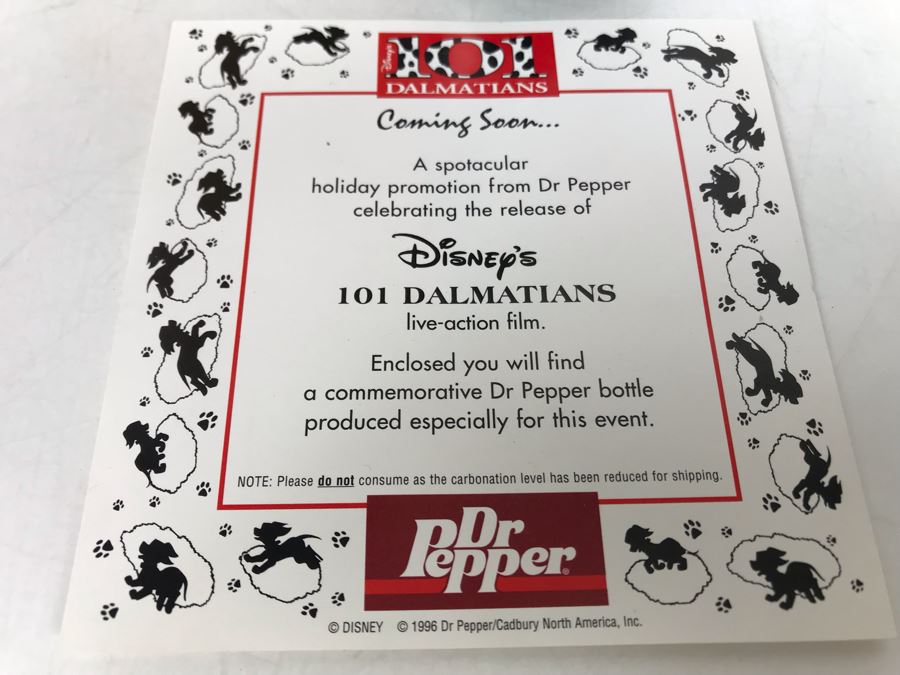 Disney's
101
DALMATIANS
Coming Soon...
A spotacular
holiday promotion from Dr Pepper
celebrating the release of
Disney's
101 DALMATIANS
live-action film.
Enclosed you will find
a commemorative Dr Pepper bottle
produced especially for this event.
NOTE: Please do not consume as the carbonation level has been reduced for shipping.
Dr
Pepper®
© DISNEY © 1996 Dr Pepper/Cadbury North America, Inc.